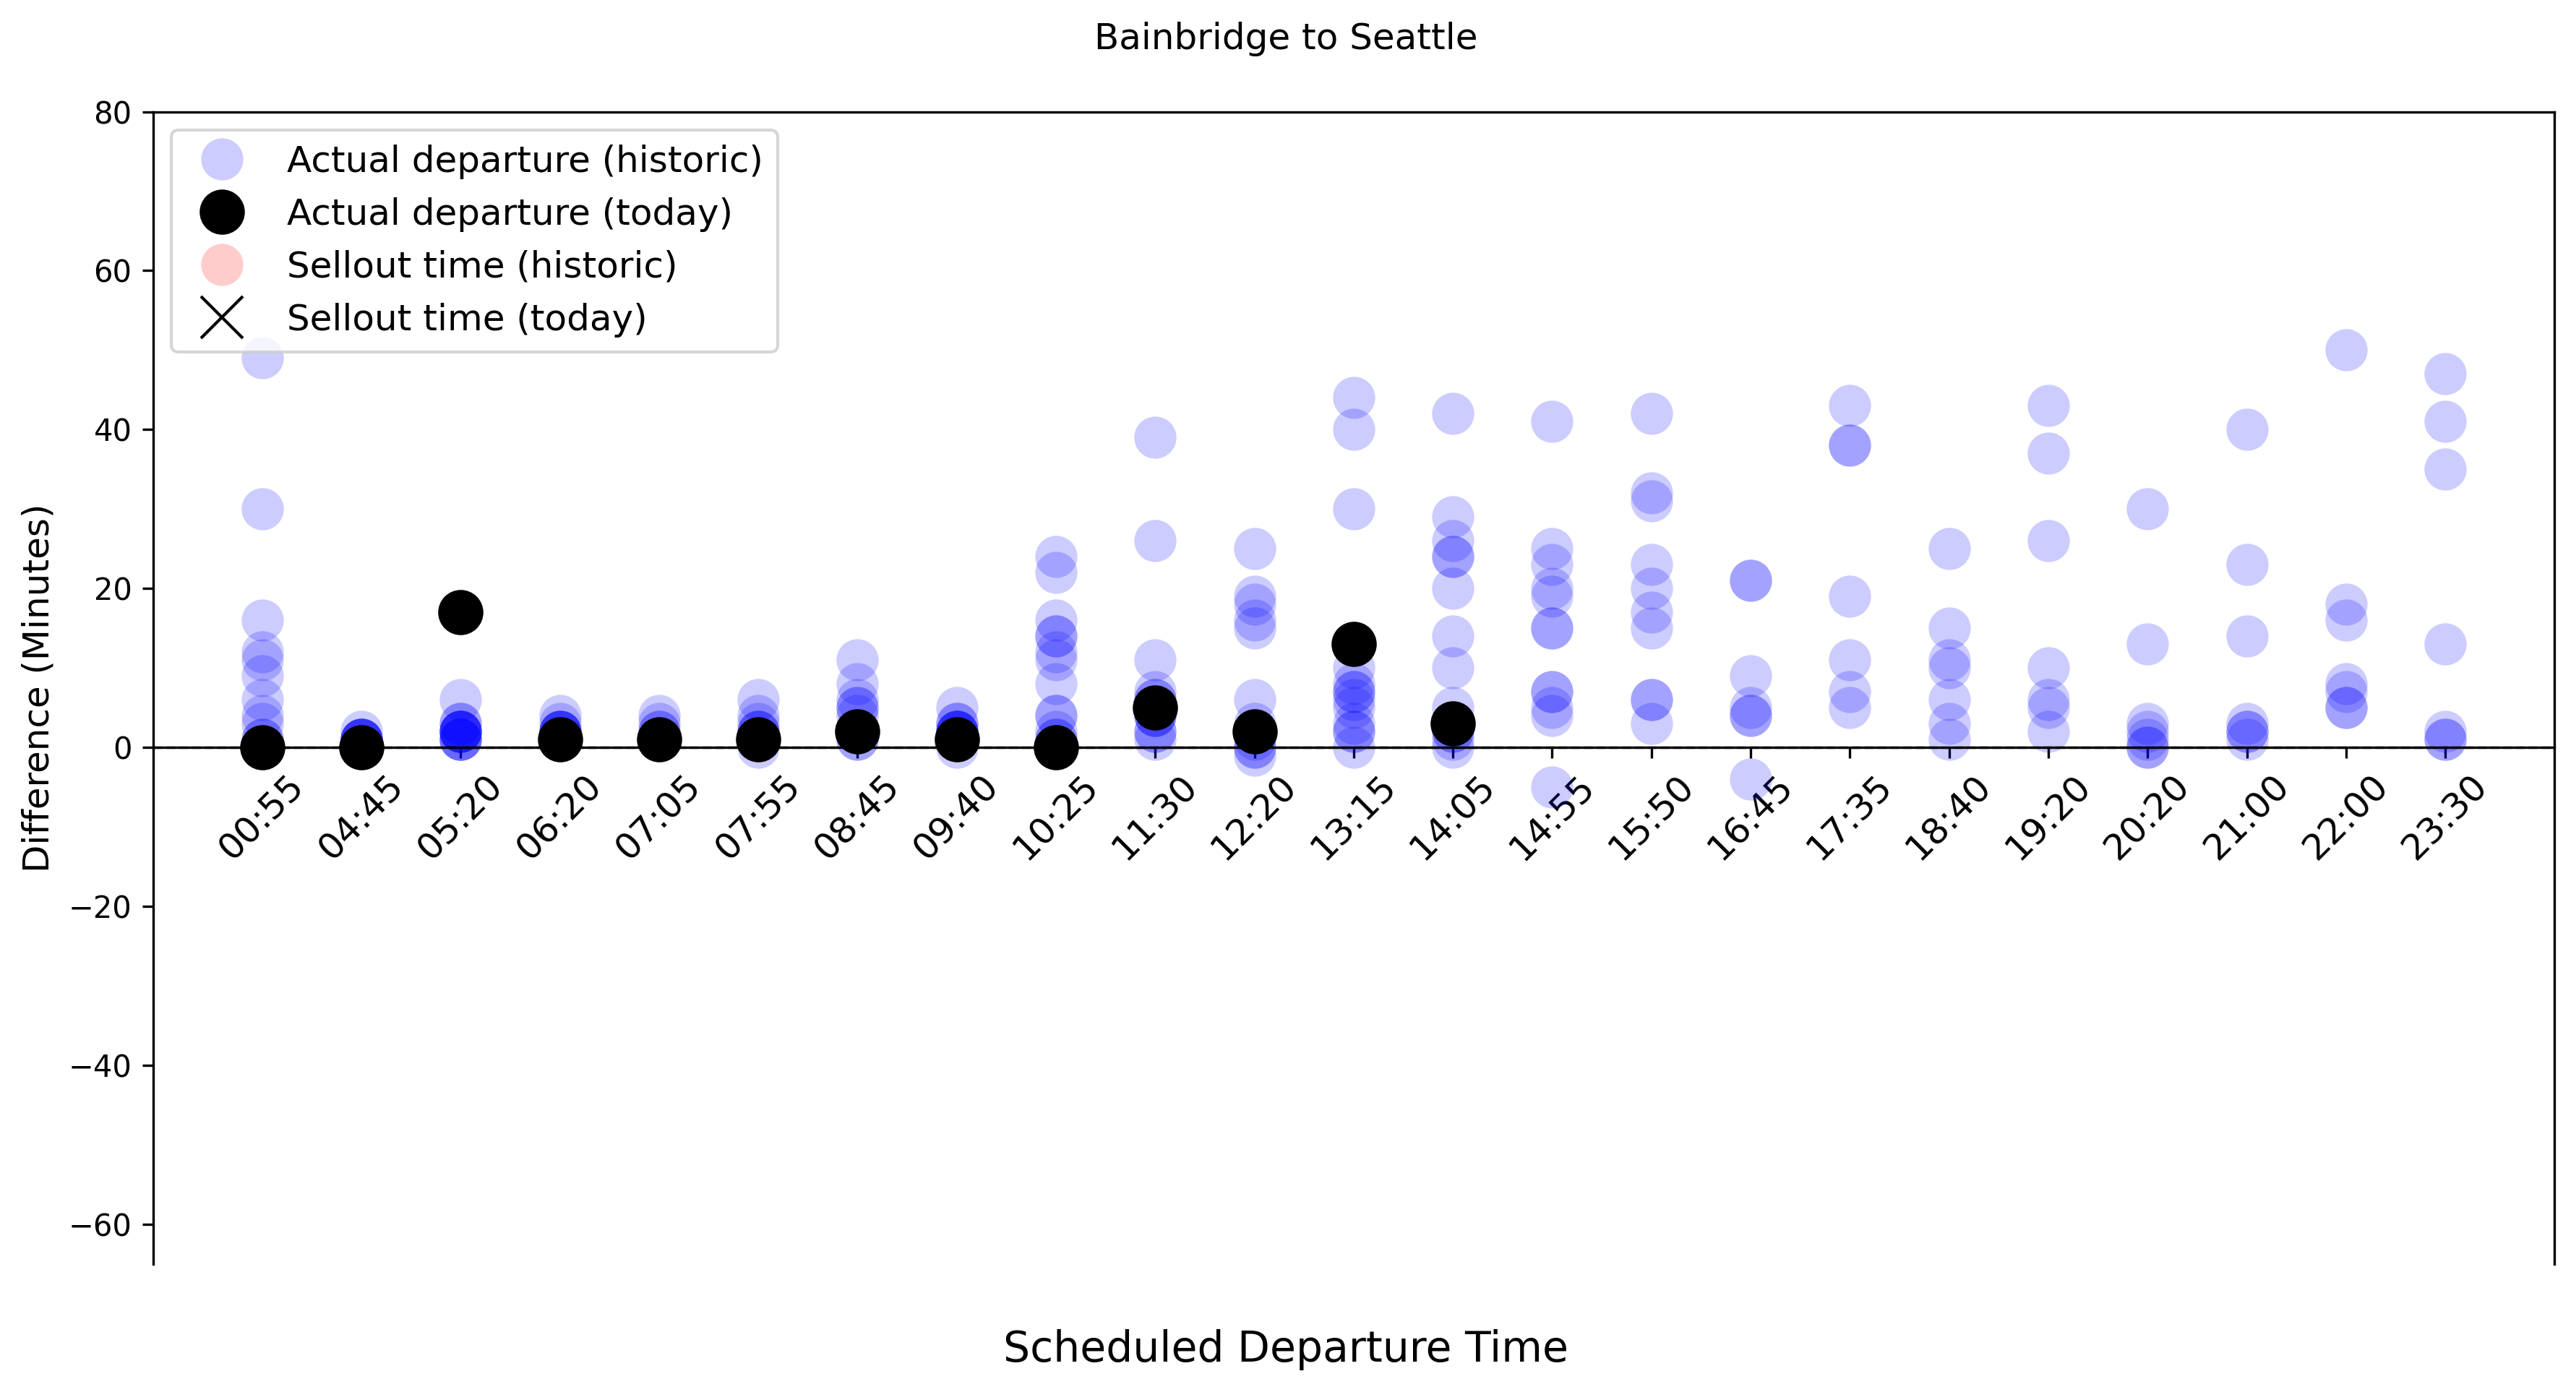 Bainbridge to Seattle
Actual departure (historic)
Actual departure (today)
Sellout time (historic)
Sellout time (today)
Difference (Minutes)
80
60
40
20
0
−20
−40
−60
00:55 04:45 05:20 06:20 07:05 07:55 08:45 09:40 10:25 11:30 12:20 13:15 14:05 14:55 15:50 16:45 17:35 18:40 19:20 20:20 21:00 22:00 23:30
Scheduled Departure Time